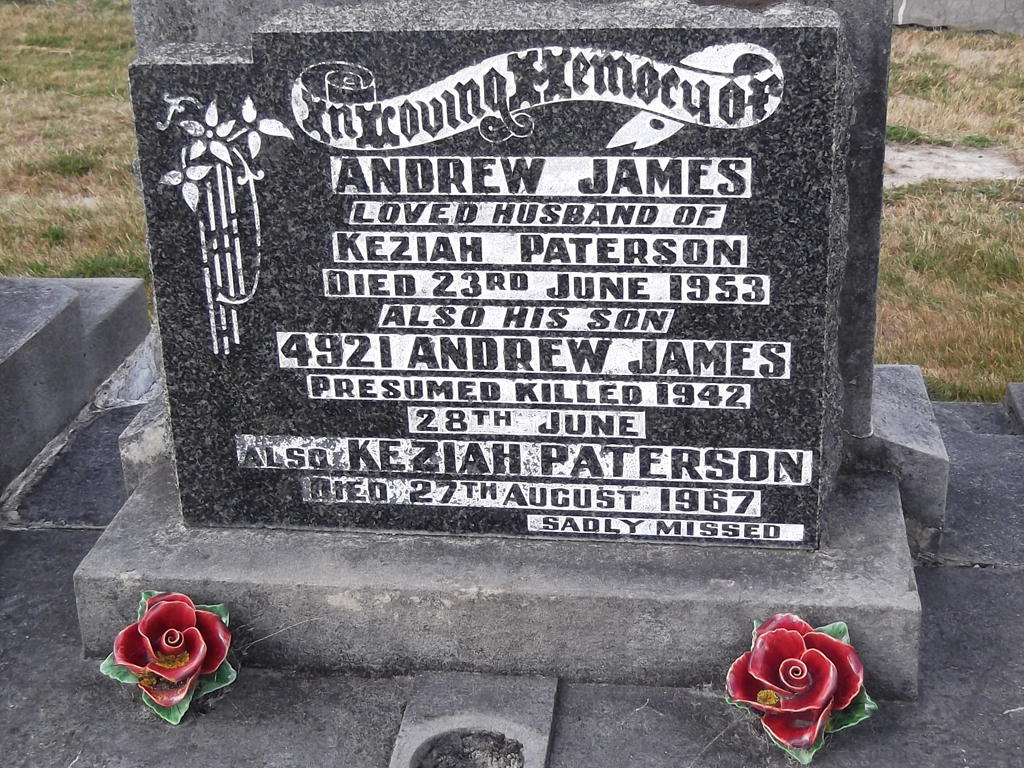 In Loving Memory of
ANDREW JAMES
LOVED HUSBAND OF
KEZIAH PATERSON
DIED 23RD JUNE 1953
ALSO HIS SON
4921 ANDREW JAMES
PRESUMED KILLED 1942
28TH JUNE
ALSO KEZIAH PATERSON
DIED 27TH AUGUST 1967
SADLY MISSED